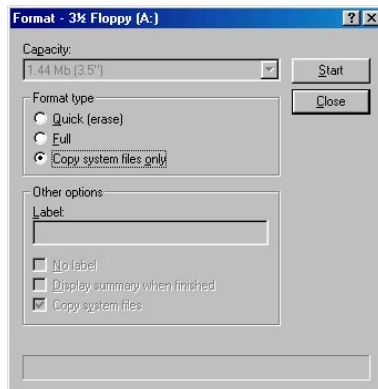 Format - 3½ Floppy (A:)
Capacity:
1.44 Mb (3.5")
Start
Format type
Close
Quick (erase)
Full
Copy system files only
Other options
Label:
No label
Display summary when finished
Copy system files